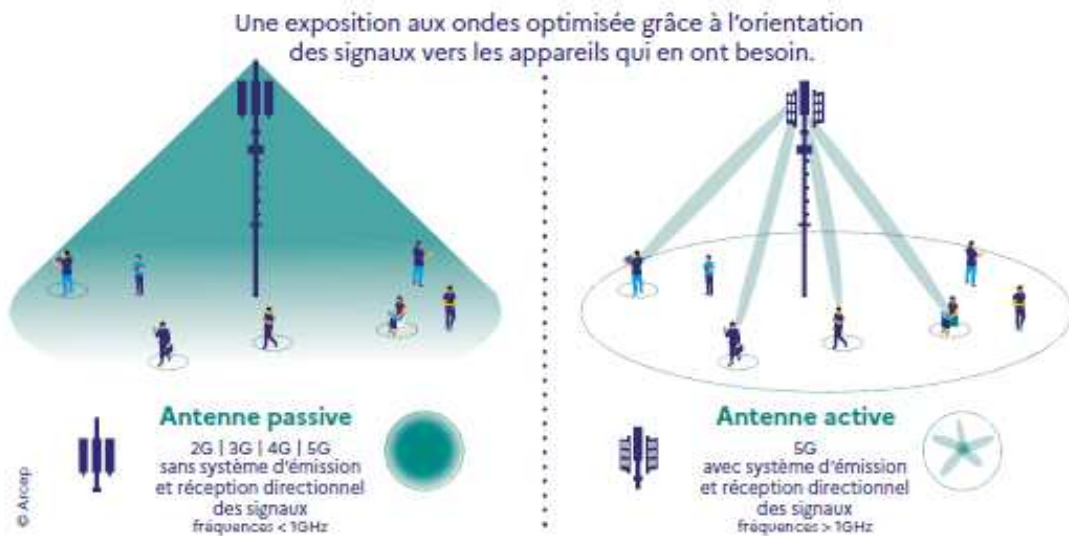 Une exposition aux ondes optimisée grâce à l'orientation
des signaux vers les appareils qui en ont besoin.
Antenne passive
2G | 3G | 4G | 5G
sans système d'émission
et réception directionnel
des signaux
fréquences < 1GHz
Antenne active
5G
avec système d'émission
et réception directionnel
des signaux
fréquences > 1GHz
© Arcep